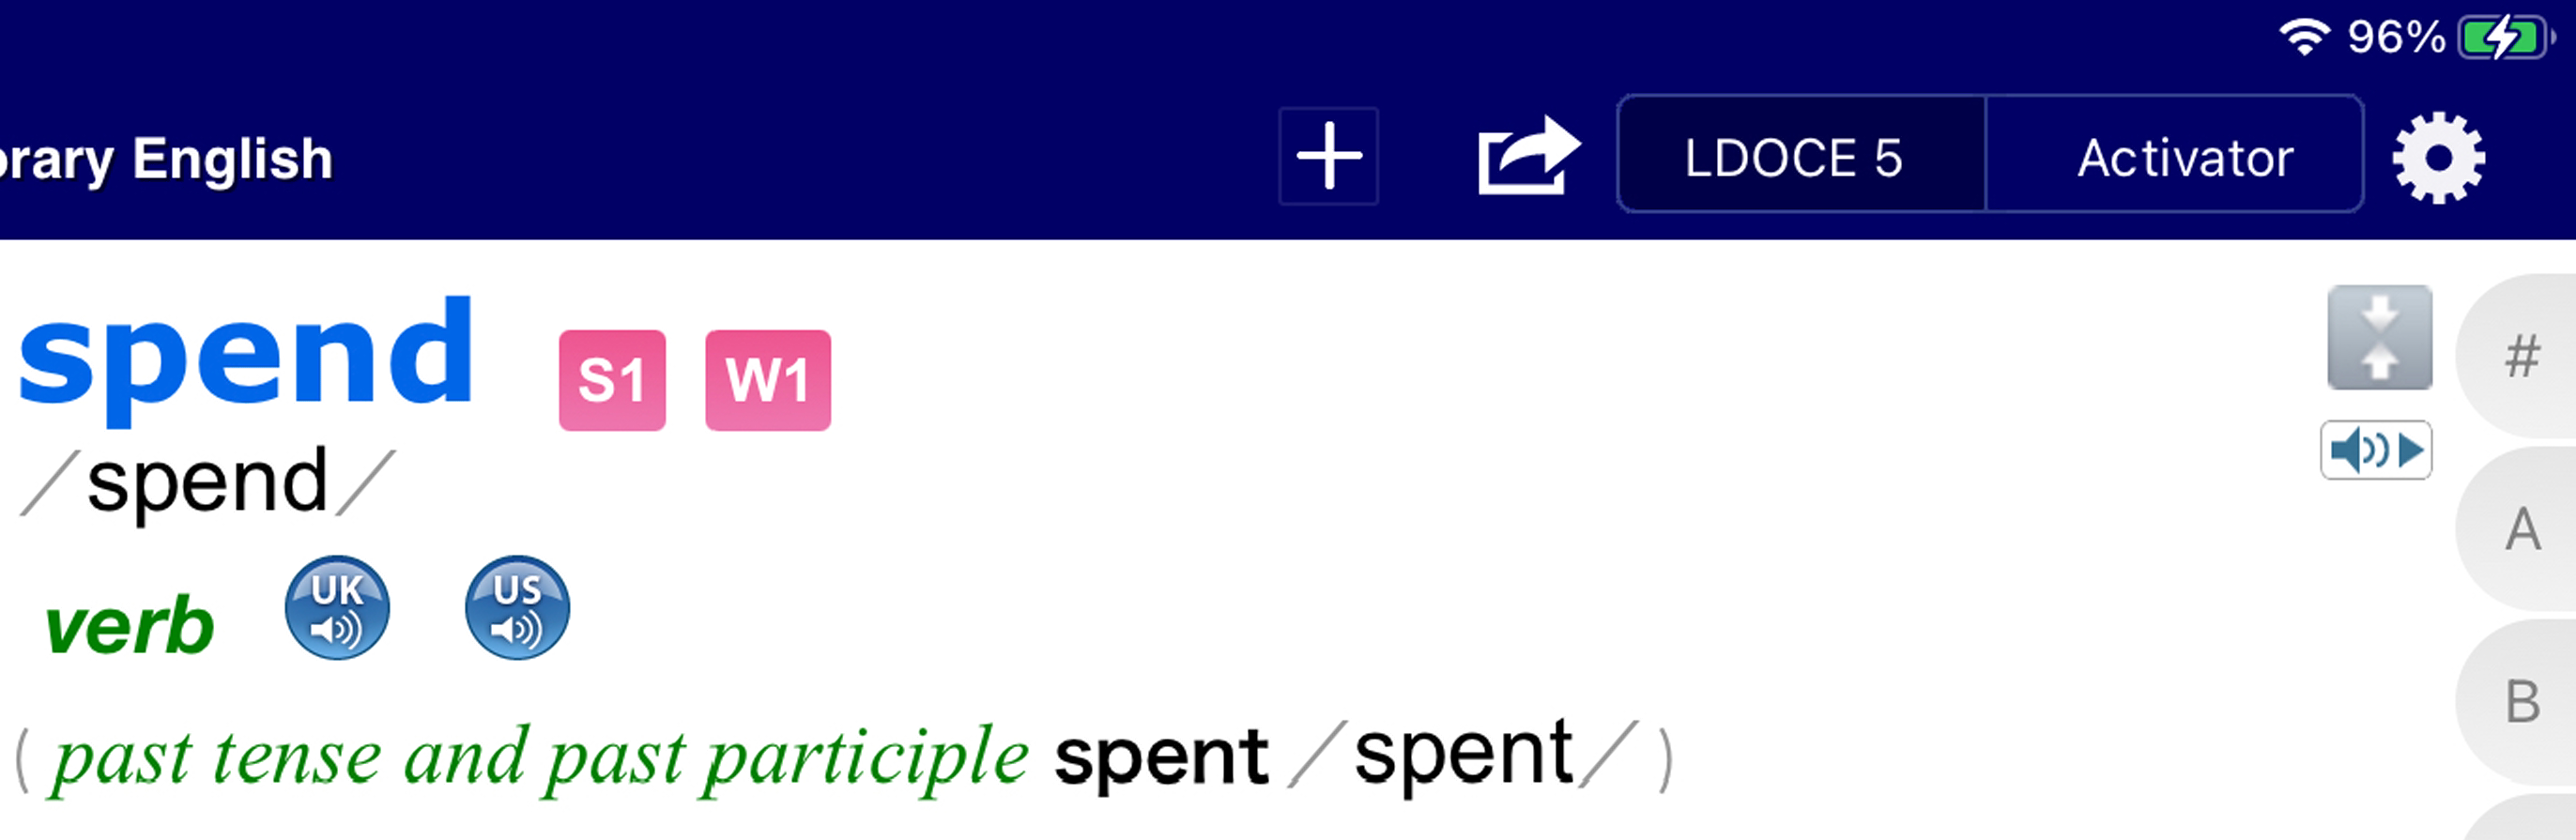 96%
orary English
LDOCE 5 Activator
spend S1 W1
#
/spend/
A
verb UK US
B
( past tense and past participle spent /spent/ )